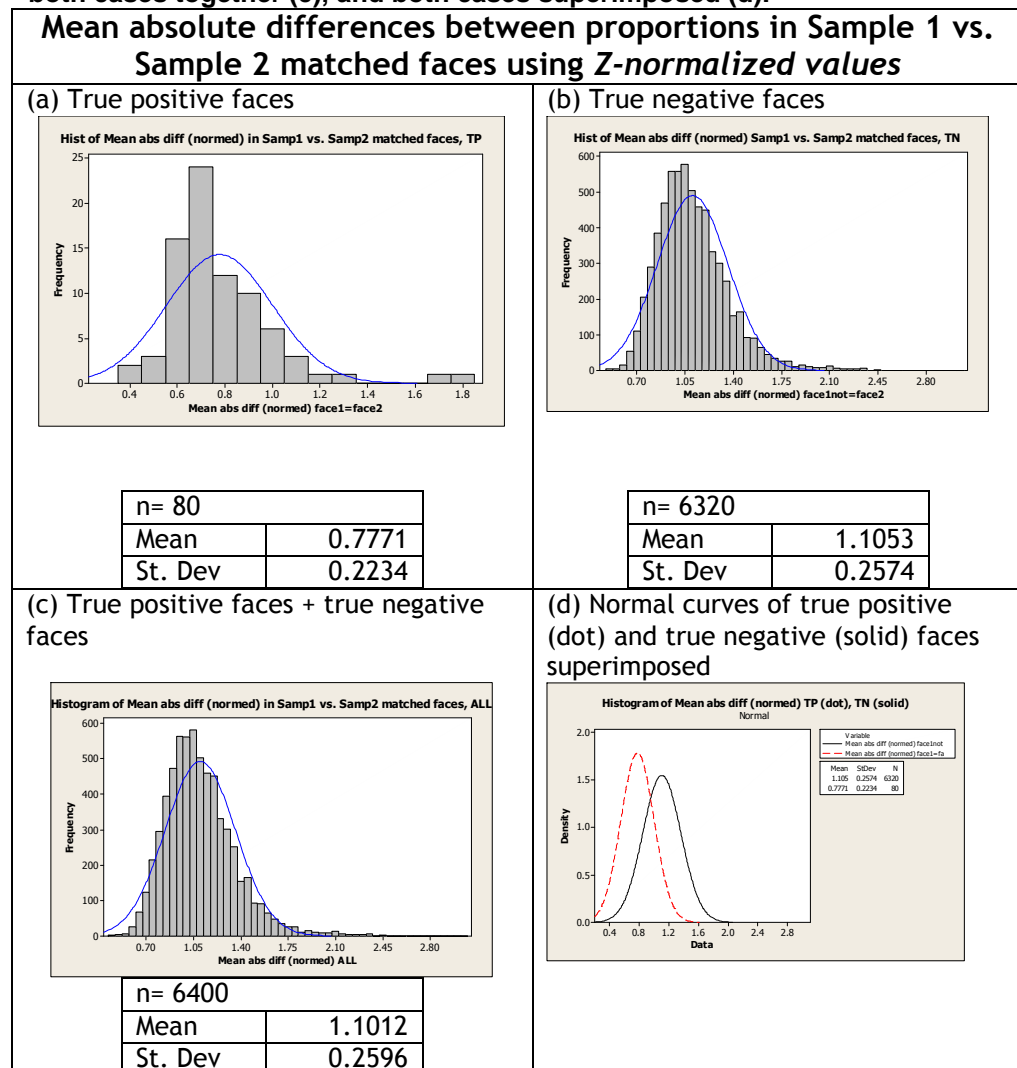 both cases together (c), and both cases superimposed (d).
Mean absolute differences between proportions in Sample 1 vs.
Sample 2 matched faces using Z-normalized values
(a) True positive faces
Hist of Mean abs diff (normed) in Samp1 vs. Samp2 matched faces, TP
25
20
15
10
5
0
Frequency
0.4 0.6 0.8 1.0 1.2 1.4 1.6 1.8
Mean abs diff (normed) face1=face2
n= 80
Mean 0.7771
St. Dev 0.2234
(b) True negative faces
Hist of Mean abs diff (normed) Samp1 vs. Samp2 matched faces, TN
600
500
400
300
200
100
0
Frequency
0.70 1.05 1.40 1.75 2.10 2.45 2.80
Mean abs diff (normed) face1not=face2
n= 6320
Mean 1.1053
St. Dev 0.2574
(c) True positive faces + true negative
faces
Histogram of Mean abs diff (normed) in Samp1 vs. Samp2 matched faces, ALL
600
500
400
300
200
100
0
Frequency
0.70 1.05 1.40 1.75 2.10 2.45 2.80
Mean abs diff (normed) ALL
n= 6400
Mean 1.1012
St. Dev 0.2596
(d) Normal curves of true positive
(dot) and true negative (solid) faces
superimposed
Histogram of Mean abs diff (normed) TP (dot), TN (solid)
Normal
2.0
1.5
1.0
0.5
0.0
Density
0.4 0.8 1.2 1.6 2.0 2.4 2.8
Data
Variable
Mean abs diff (normed) face1not
Mean abs diff (normed) face1=fa
Mean StDev N
1.105 0.2574 6320
0.7771 0.2234 80